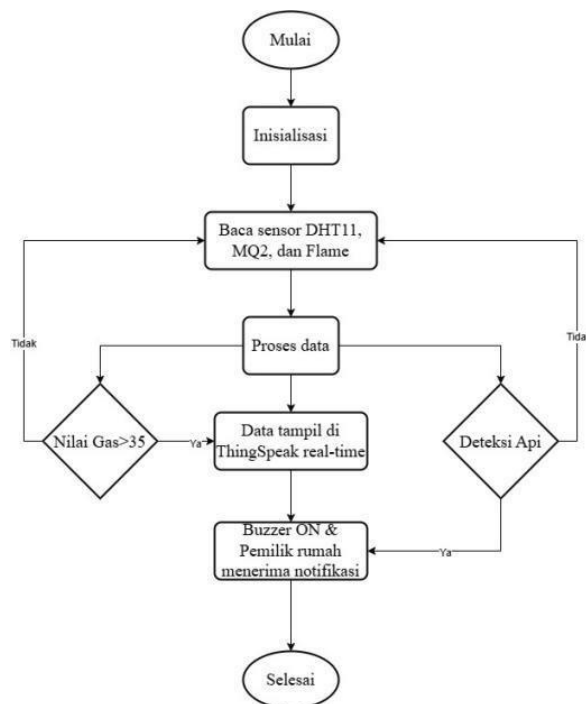 Mulai
Inisialisasi
Baca sensor DHT11,
MQ2, dan Flame
Tidak
Tida
Proses data
Nilai Gas>35
Ya
Data tampil di
ThingSpeak real-time
Deteksi Api
Buzzer ON &
Pemilik rumah
menerima notifikasi
Ya
Selesai